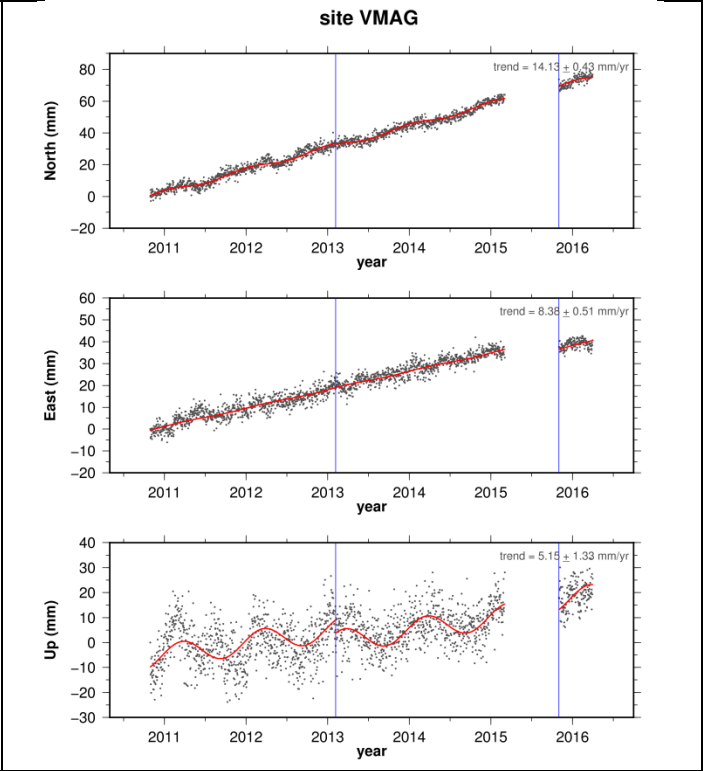 site VMAG
trend = 14.13 ± 0.43 mm/yr
North (mm)
80
60
40
20
0
−20
2011 2012 2013 2014 2015 2016
year
trend = 8.38 ± 0.51 mm/yr
East (mm)
60
50
40
30
20
10
0
−10
−20
2011 2012 2013 2014 2015 2016
year
trend = 5.15 ± 1.33 mm/yr
Up (mm)
40
30
20
10
0
−10
−20
−30
2011 2012 2013 2014 2015 2016
year